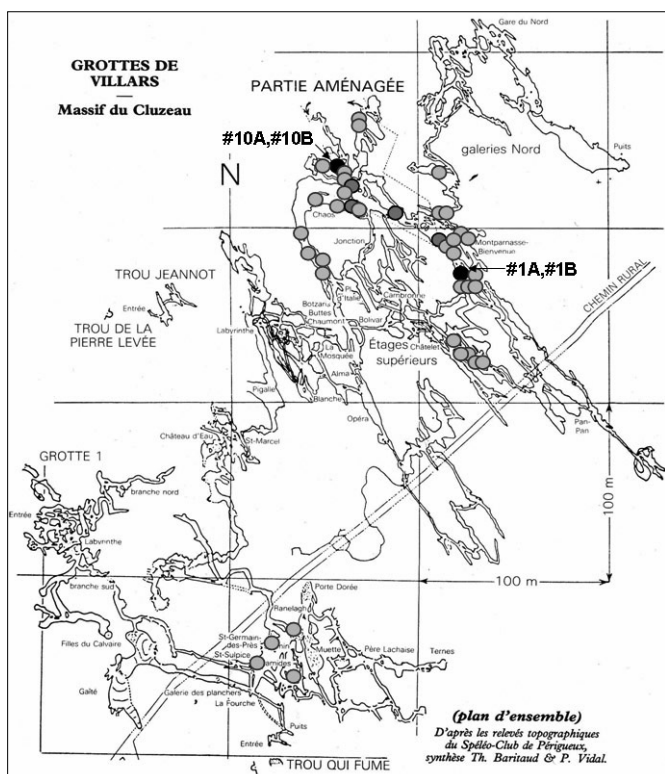 GROTTES DE
VILLARS
Massif du Cluzeau
Gare du Nord
PARTIE AMÉNAGÉE
#10A,#10B
galeries Nord
Puits
N
Chaos
Jonction
Montparnasse-
Bienvenue
#1A,#1B
CHEMIN RURAL
TROU JEANNOT
Entrée
TROU DE LA
PIERRE LEVÉE
d'Italie
Cambronne
Botzaru
Buttes
Chaumont
Bolivar
Labyrinthe
Étages
supérieurs
Châtelet
La
Mosquée
Alma
Pigalle
Blanche
Opéra
Pan-
Pan
Château d'Eau
St-Marcel
GROTTE 1
branche nord
Entrée
Labyrinthe
100 m
100 m
branche sud
Porte Dorée
Ranelagh
Filles du Calvaire
St-Germain
des-Prés
St-Sulpice
Muette
Père Lachaise
Ternes
Gaîté
Galerie des planchers
La Fourche
Puits
Entrée
TROU QUI FUME
(plan d'ensemble)
D'après les relevés topographiques
du Spéléo-Club de Périgueux,
synthèse Th. Baritaud & P. Vidal.